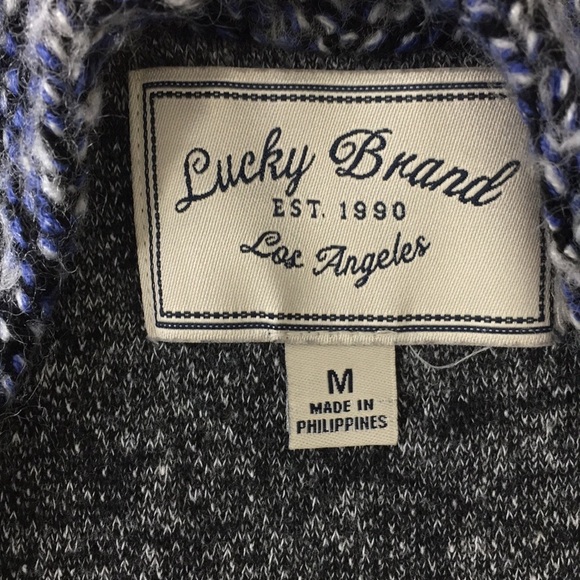 Lucky Brand
EST. 1990
Los Angeles
M
MADE IN
PHILIPPINES